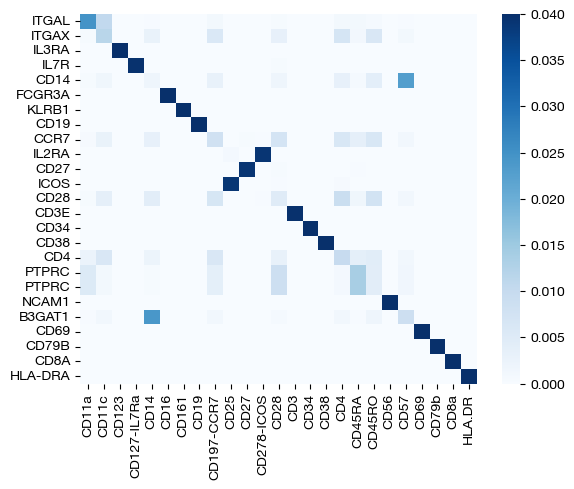 ITGAL
ITGAX
IL3RA
IL7R
CD14
FCGR3A
KLRB1
CD19
CCR7
IL2RA
CD27
ICOS
CD28
CD3E
CD34
CD38
CD4
PTPRC
PTPRC
NCAM1
B3GAT1
CD69
CD79B
CD8A
HLA-DRA
CD11a
CD11c
CD123
CD127-IL7Ra
CD14
CD16
CD161
CD19
CD197-CCR7
CD25
CD27
CD278-ICOS
CD28
CD3
CD34
CD38
CD4
CD45RA
CD45RO
CD56
CD57
CD69
CD79b
CD8a
HLA.DR
0.040
0.035
0.030
0.025
0.020
0.015
0.010
0.005
0.000